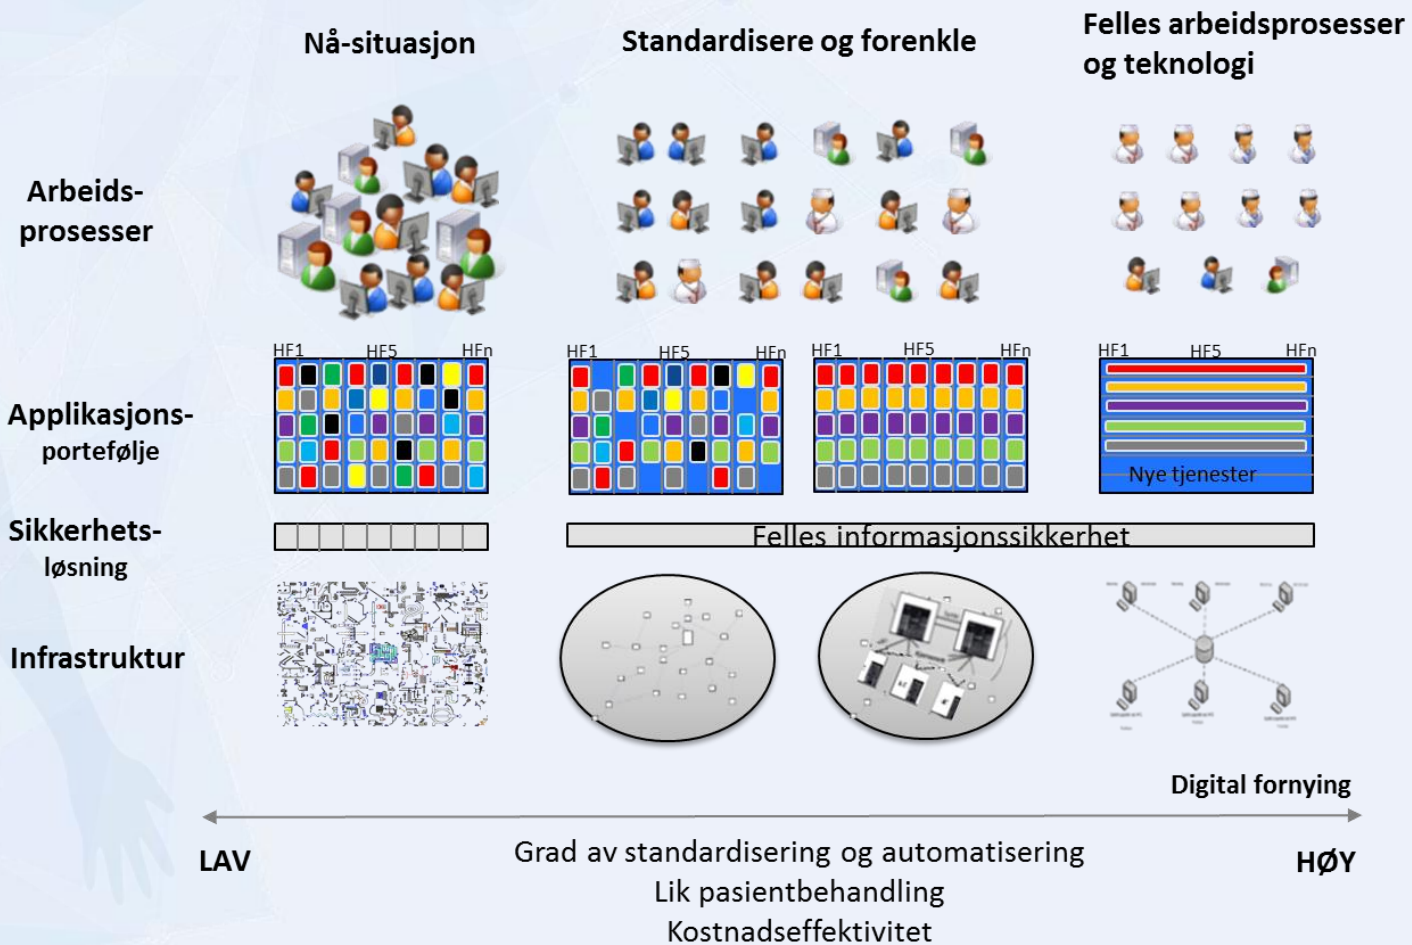 Nå-situasjon
Standardisere og forenkle
Felles arbeidsprosesser
og teknologi
Arbeids-
prosesser
HF1 HF5 HFn
HF1 HF5 HFn
HF1 HF5 HFn
HF1 HF5 HFn
Applikasjons-
portefølje
Nye tjenester
Sikkerhets-
løsning
Felles informasjonssikkerhet
Infrastruktur
Digital fornying
LAV
HØY
Grad av standardisering og automatisering
Lik pasientbehandling
Kostnadseffektivitet